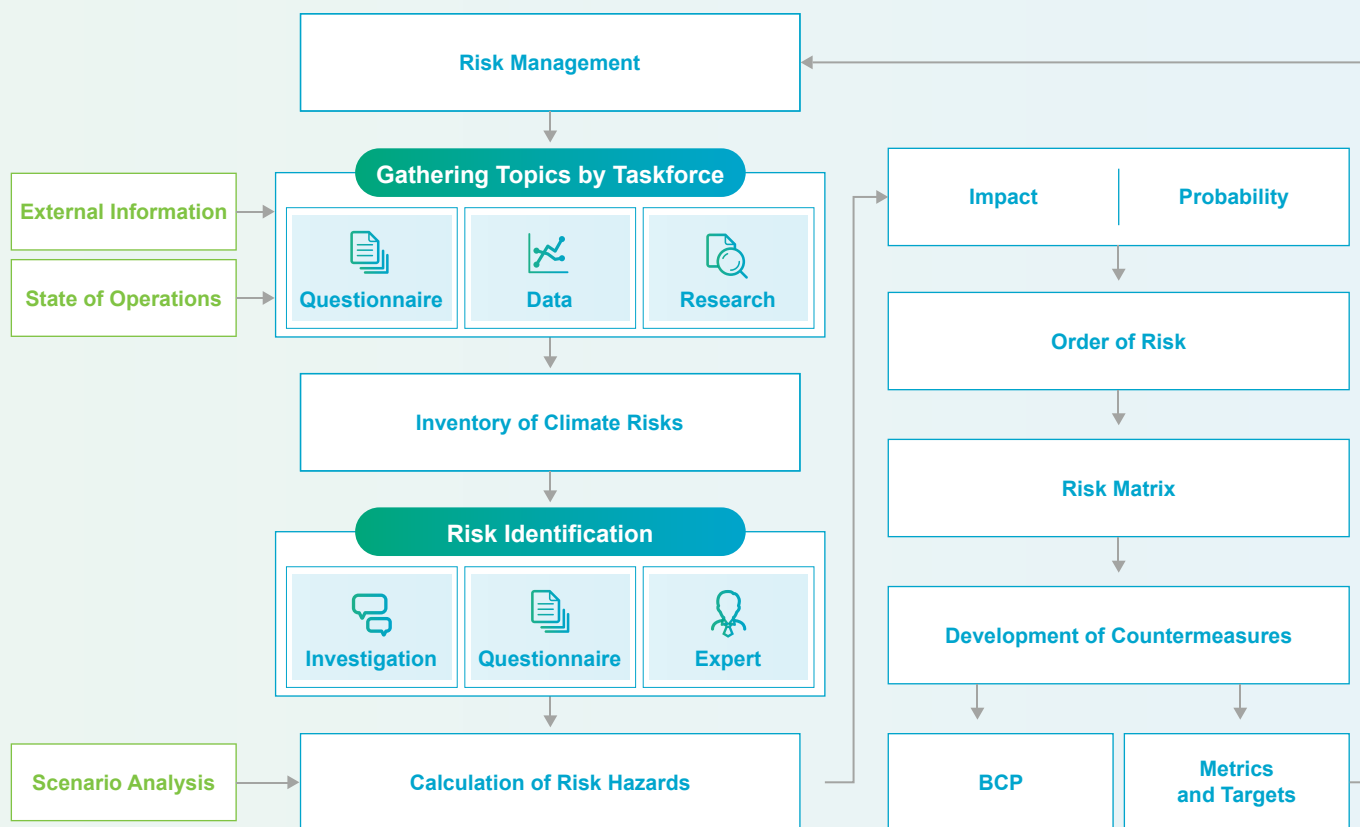 Risk Management
Gathering Topics by Taskforce
External Information
State of Operations
Questionnaire
Data
Research
Inventory of Climate Risks
Risk Identification
Investigation
Questionnaire
Expert
Scenario Analysis
Calculation of Risk Hazards
Impact
Probability
Order of Risk
Risk Matrix
Development of Countermeasures
BCP
Metrics
and Targets